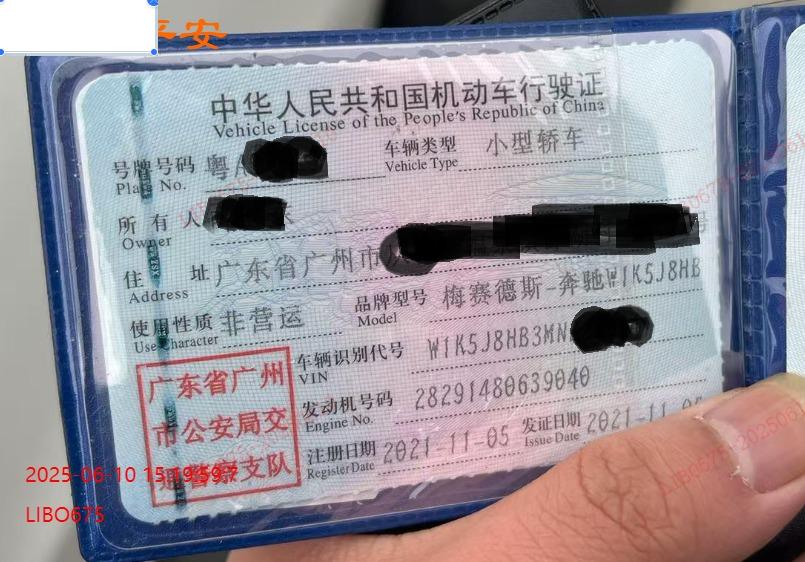 平安
中华人民共和国机动车行驶证
Vehicle License of the People's Republic of China
号牌号码 粤A 车辆类型 小型轿车
Plate No. Vehicle Type
所有人
Owner
住址 广东省广州市 号
Address
使用性质 非营运 品牌型号 梅赛德斯-奔驰W1K5J8HB
Use Character Model
车辆识别代号 W1K5J8HB3MN
VIN
发动机号码 28291480639040
Engine No.
注册日期 2021-11-05 发证日期 2021-11-05
Register Date Issue Date
广东省广州
市公安局交
通警察支队
2025-06-10
LIBO675